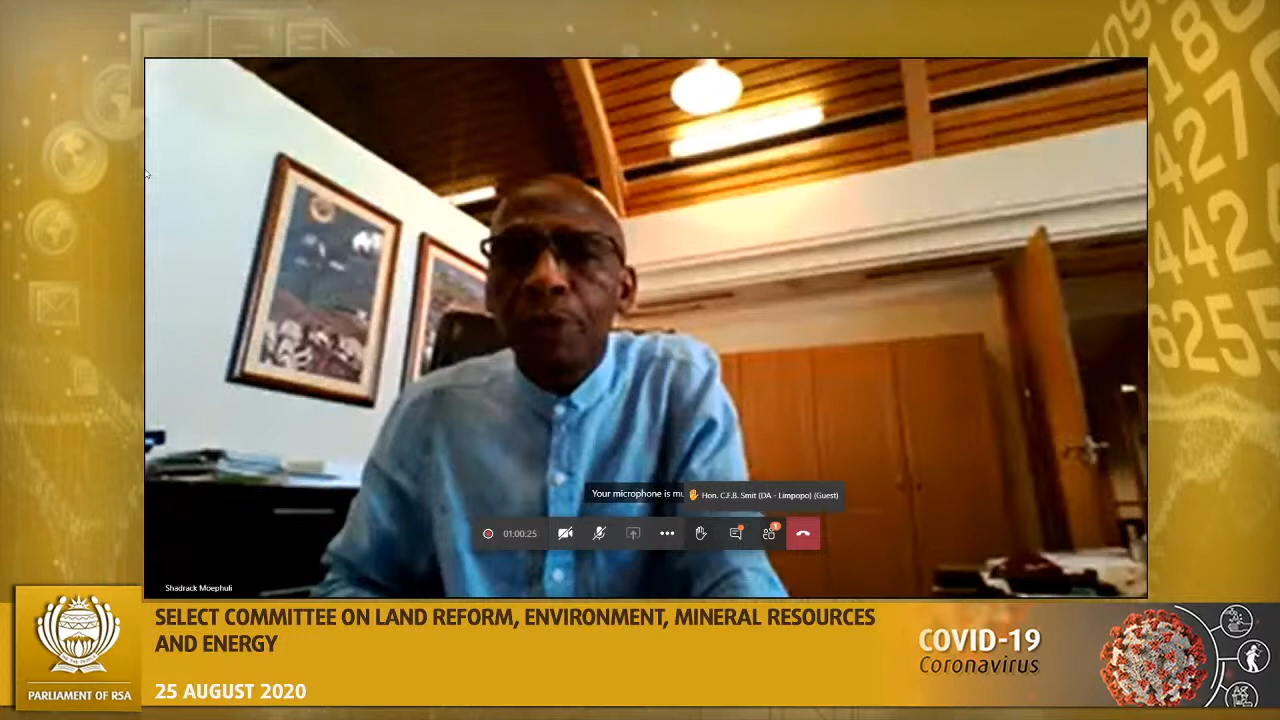 Your microphone is mu
Hon. C.F.B. Smit (DA - Limpopo) (Guest)
01:00:25
1
Shadrack Moephuli
SELECT COMMITTEE ON LAND REFORM, ENVIRONMENT, MINERAL RESOURCES
AND ENERGY
25 AUGUST 2020
PARLIAMENT OF RSA
COVID-19
Coronavirus